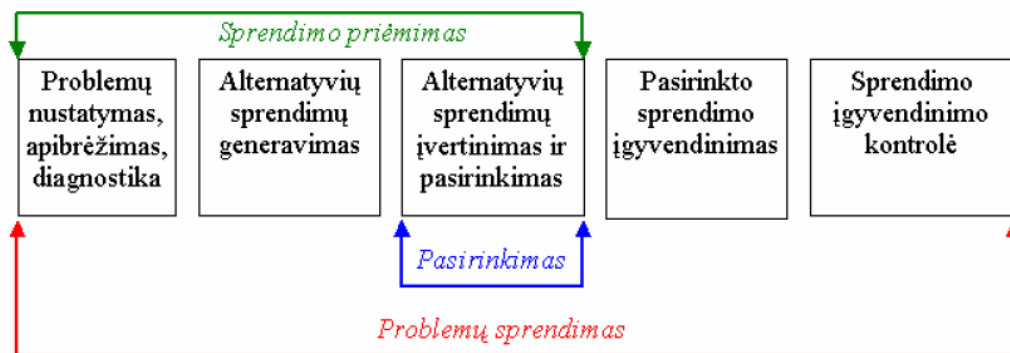 Sprendimo priėmimas
Problemų
nustatymas,
apibrėžimas,
diagnostika
Alternatyvių
sprendimų
generavimas
Alternatyvių
sprendimų
įvertinimas ir
pasirinkimas
Pasirinkto
sprendimo
įgyvendinimas
Sprendimo
įgyvendinimo
kontrolė
Pasirinkimas
Problemų sprendimas